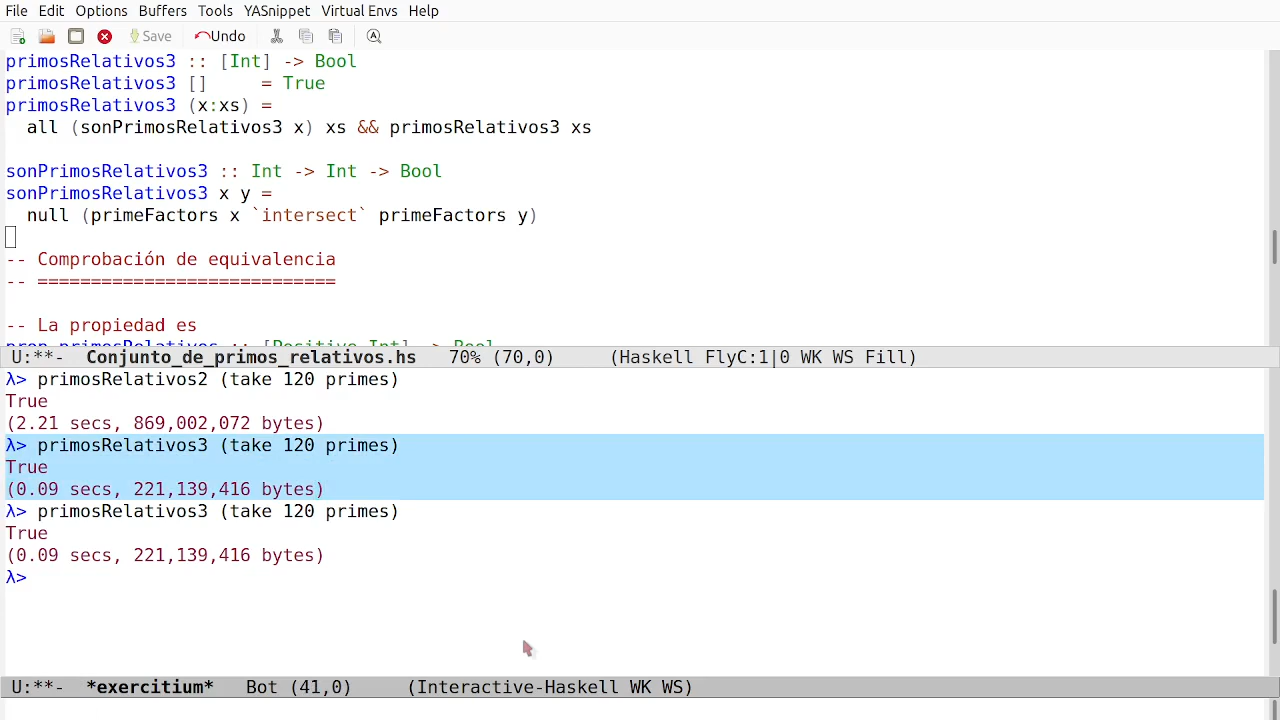 File Edit Options Buffers Tools YASnippet Virtual Envs Help
Save Undo
primosRelativos3 :: [Int] -> Bool
primosRelativos3 []     = True
primosRelativos3 (x:xs) =
  all (sonPrimosRelativos3 x) xs && primosRelativos3 xs
sonPrimosRelativos3 :: Int -> Int -> Bool
sonPrimosRelativos3 x y =
  null (primeFactors x `intersect` primeFactors y)
-- Comprobación de equivalencia
-- ============================
-- La propiedad es
prop_primosRelativos :: [Positive Int] -> Bool
U:**-  Conjunto_de_primos_relativos.hs   70% (70,0)     (Haskell FlyC:1|0 WK WS Fill)
λ> primosRelativos2 (take 120 primes)
True
(2.21 secs, 869,002,072 bytes)
λ> primosRelativos3 (take 120 primes)
True
(0.09 secs, 221,139,416 bytes)
λ> primosRelativos3 (take 120 primes)
True
(0.09 secs, 221,139,416 bytes)
λ>
U:**-  *exercitium*   Bot (41,0)     (Interactive-Haskell WK WS)